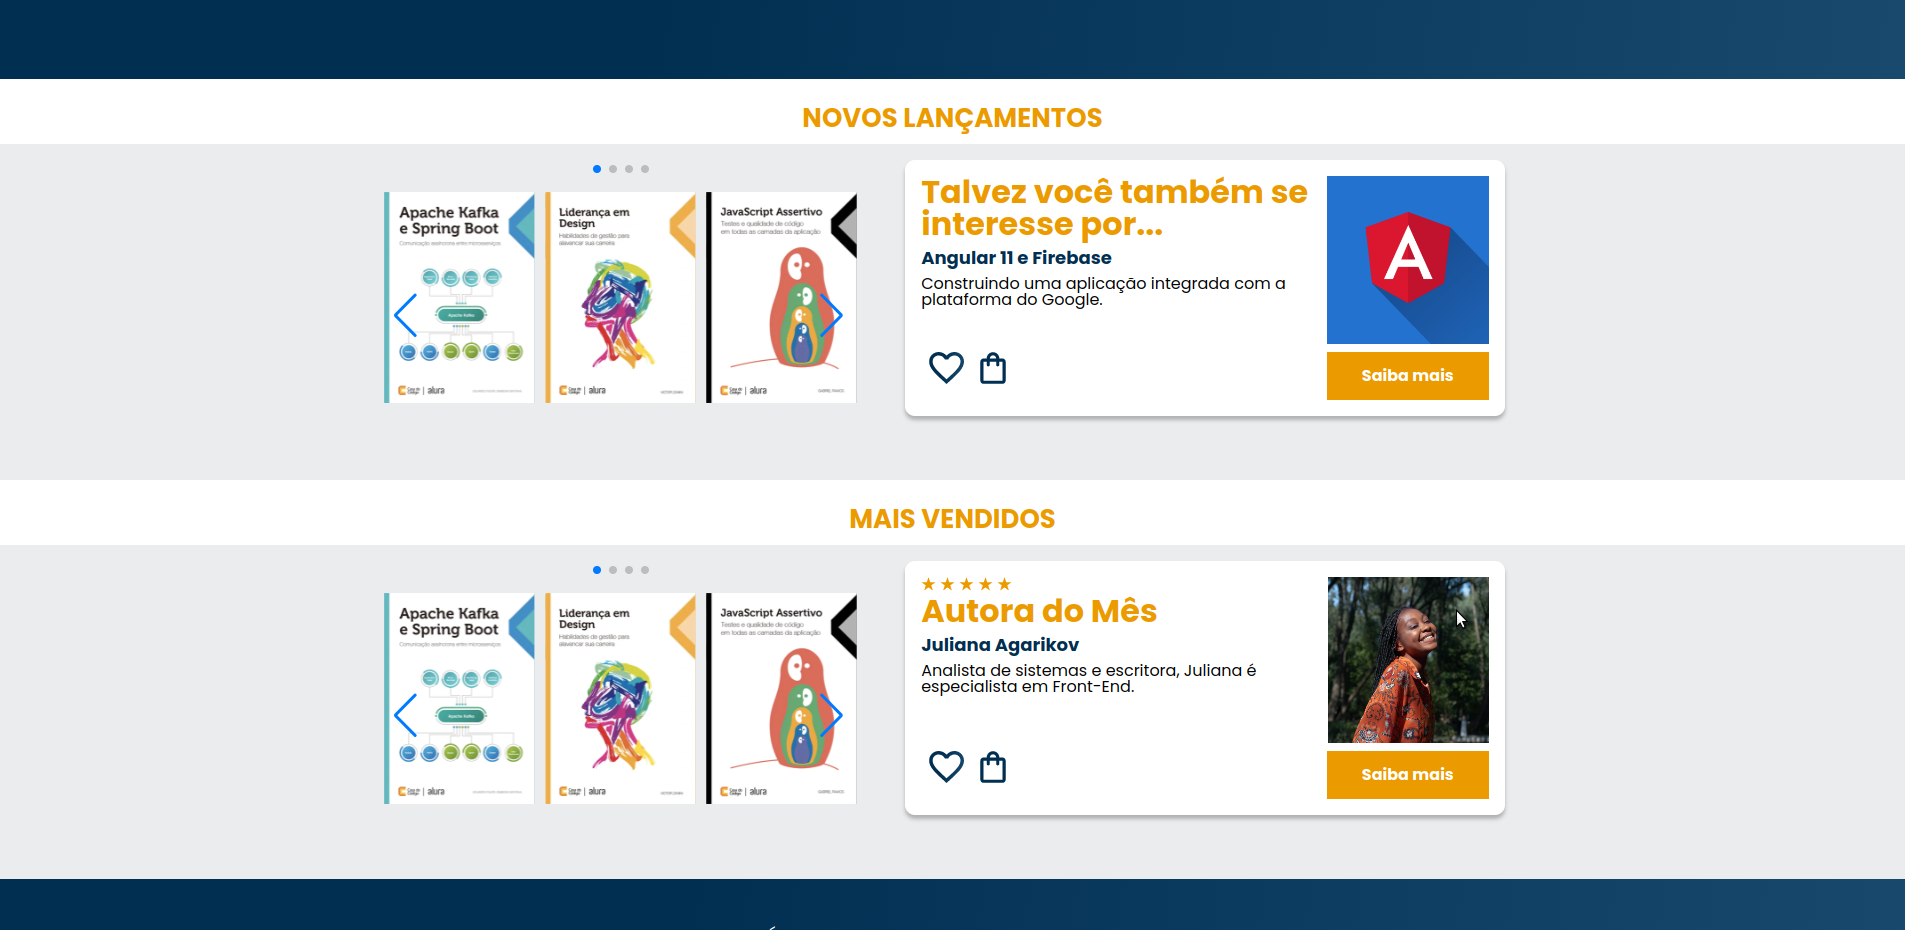 NOVOS LANÇAMENTOS
Apache Kafka
e Spring Boot
Comunicação assíncrona entre microsserviços
Apache Kafka
alura
Liderança em
Design
Habilidades de gestão para
alavancar sua carreira
alura
JavaScript Assertivo
Testes e qualidade de código
em todas as camadas da aplicação
alura
Talvez você também se
interesse por...
Angular 11 e Firebase
Construindo uma aplicação integrada com a
plataforma do Google.
A
Saiba mais
MAIS VENDIDOS
Apache Kafka
e Spring Boot
Comunicação assíncrona entre microsserviços
Apache Kafka
alura
Liderança em
Design
Habilidades de gestão para
alavancar sua carreira
alura
JavaScript Assertivo
Testes e qualidade de código
em todas as camadas da aplicação
alura
Autora do Mês
Juliana Agarikov
Analista de sistemas e escritora, Juliana é
especialista em Front-End.
Saiba mais